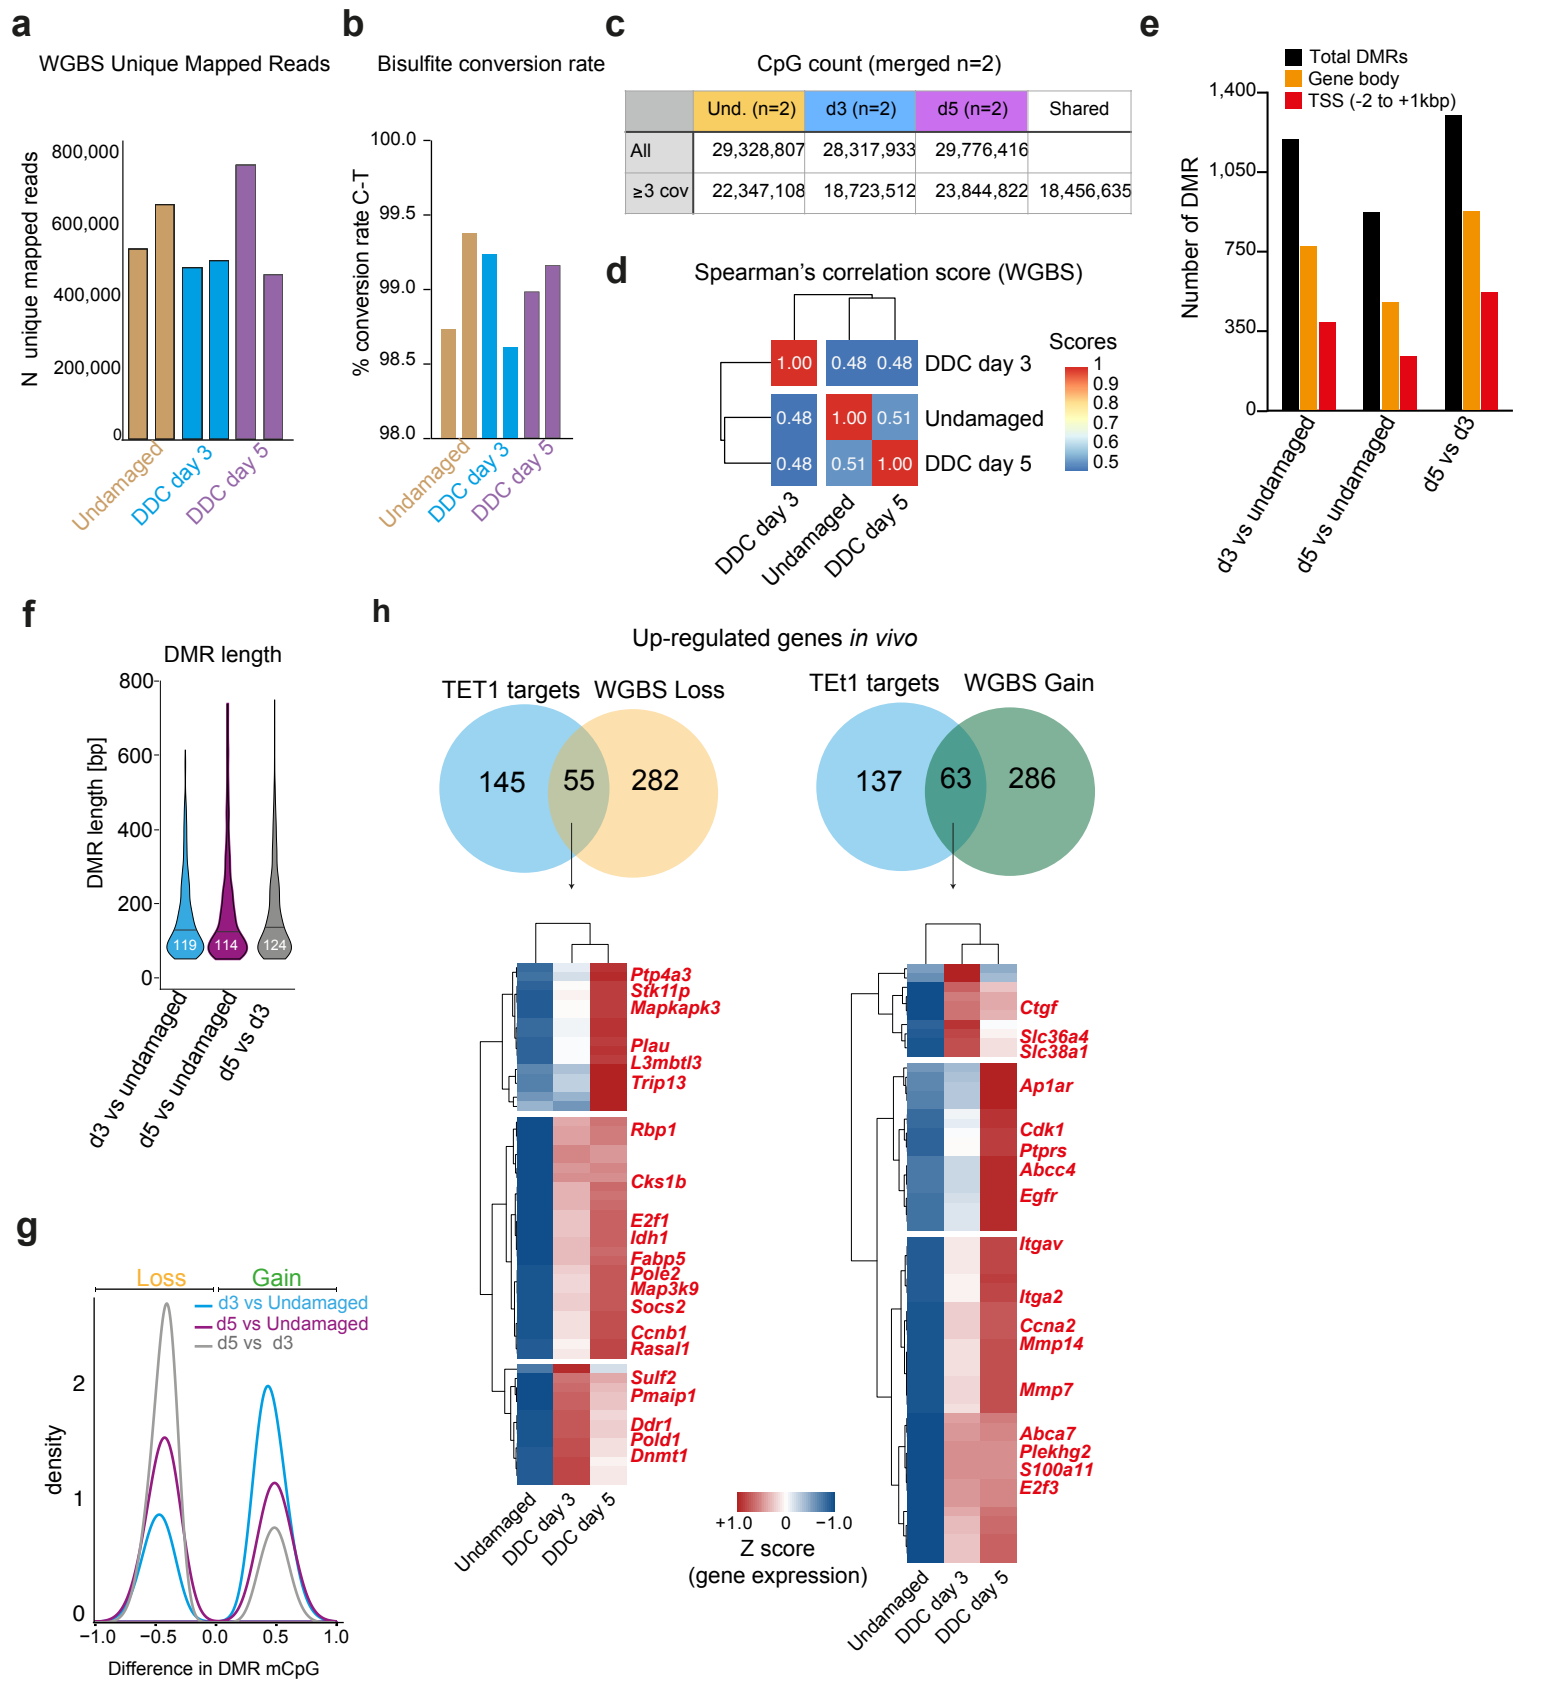 a
WGBS Unique Mapped Reads
N unique mapped reads
800,000
600,000
400,000
200,000
0
Undamaged
DDC day 3
DDC day 5
b
Bisulfite conversion rate
% conversion rate C-T
100.0
99.5
99.0
98.5
98.0
Undamaged
DDC day 3
DDC day 5
c
CpG count (merged n=2)
Und. (n=2) d3 (n=2) d5 (n=2) Shared
All 29,328,807 28,317,933 29,776,416
≥3 cov 22,347,108 18,723,512 23,844,822 18,456,635
d
Spearman's correlation score (WGBS)
1.00 0.48 0.48 DDC day 3
0.48 1.00 0.51 Undamaged
0.48 0.51 1.00 DDC day 5
DDC day 3
Undamaged
DDC day 5
Scores
1
0.9
0.8
0.7
0.6
0.5
e
Total DMRs
Gene body
TSS (-2 to +1kbp)
Number of DMR
1,400
1,050
750
350
0
d3 vs undamaged
d5 vs undamaged
d5 vs d3
f
DMR length
DMR length [bp]
800
600
400
200
0
119 114 124
d3 vs undamaged
d5 vs undamaged
d5 vs d3
g
Loss Gain
d3 vs Undamaged
d5 vs Undamaged
d5 vs d3
density
2
1
0
−1.0 −0.5 0.0 0.5 1.0
Difference in DMR mCpG
h
Up-regulated genes in vivo
TET1 targets WGBS Loss
145 55 282
Ptp4a3
Stk11p
Mapkapk3
Plau
L3mbtl3
Trip13
Rbp1
Cks1b
E2f1
Idh1
Fabp5
Pole2
Map3k9
Socs2
Ccnb1
Rasal1
Sulf2
Pmaip1
Ddr1
Pold1
Dnmt1
Undamaged
DDC day 3
DDC day 5
TEt1 targets WGBS Gain
137 63 286
Ctgf
Slc36a4
Slc38a1
Ap1ar
Cdk1
Ptprs
Abcc4
Egfr
Itgav
Itga2
Ccna2
Mmp14
Mmp7
Abca7
Plekhg2
S100a11
E2f3
Undamaged
DDC day 3
DDC day 5
+1.0 0 −1.0
Z score
(gene expression)